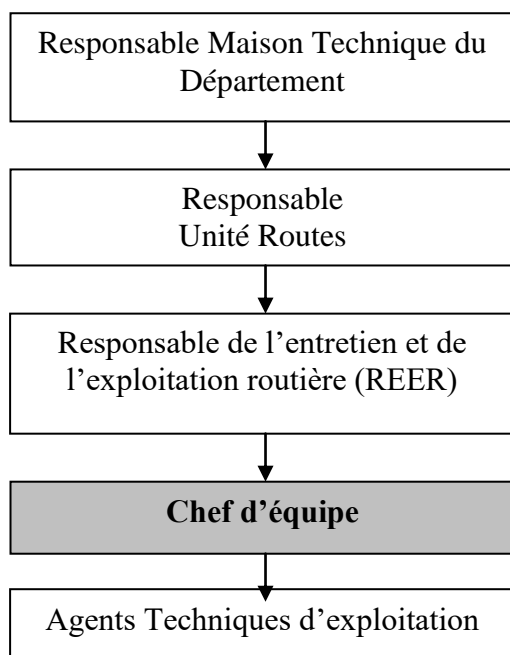 Responsable Maison Technique du
Département
Responsable
Unité Routes
Responsable de l’entretien et de
l’exploitation routière (REER)
Chef d’équipe
Agents Techniques d’exploitation